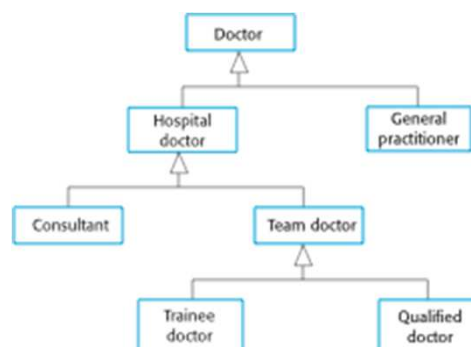 Doctor
Hospital
doctor
General
practitioner
Consultant
Team doctor
Trainee
doctor
Qualified
doctor